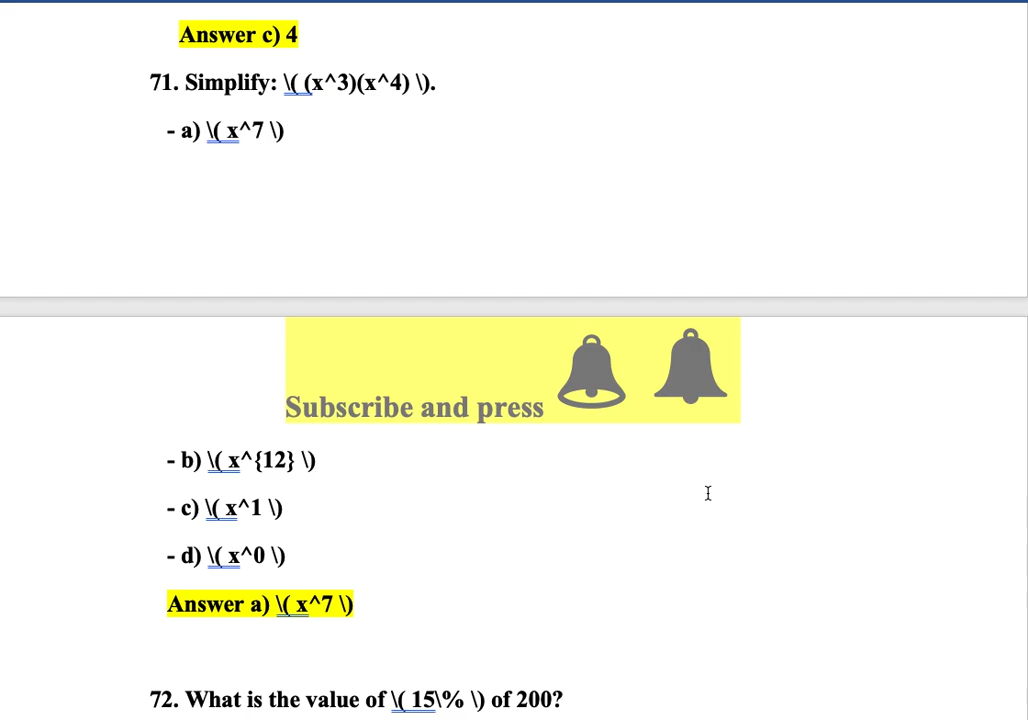 Answer c) 4
71. Simplify: \( (x^3)(x^4) \).
- a) \( x^7 \)
Subscribe and press
- b) \( x^{12} \)
- c) \( x^1 \)
- d) \( x^0 \)
Answer a) \( x^7 \)
72. What is the value of \( 15\% \) of 200?